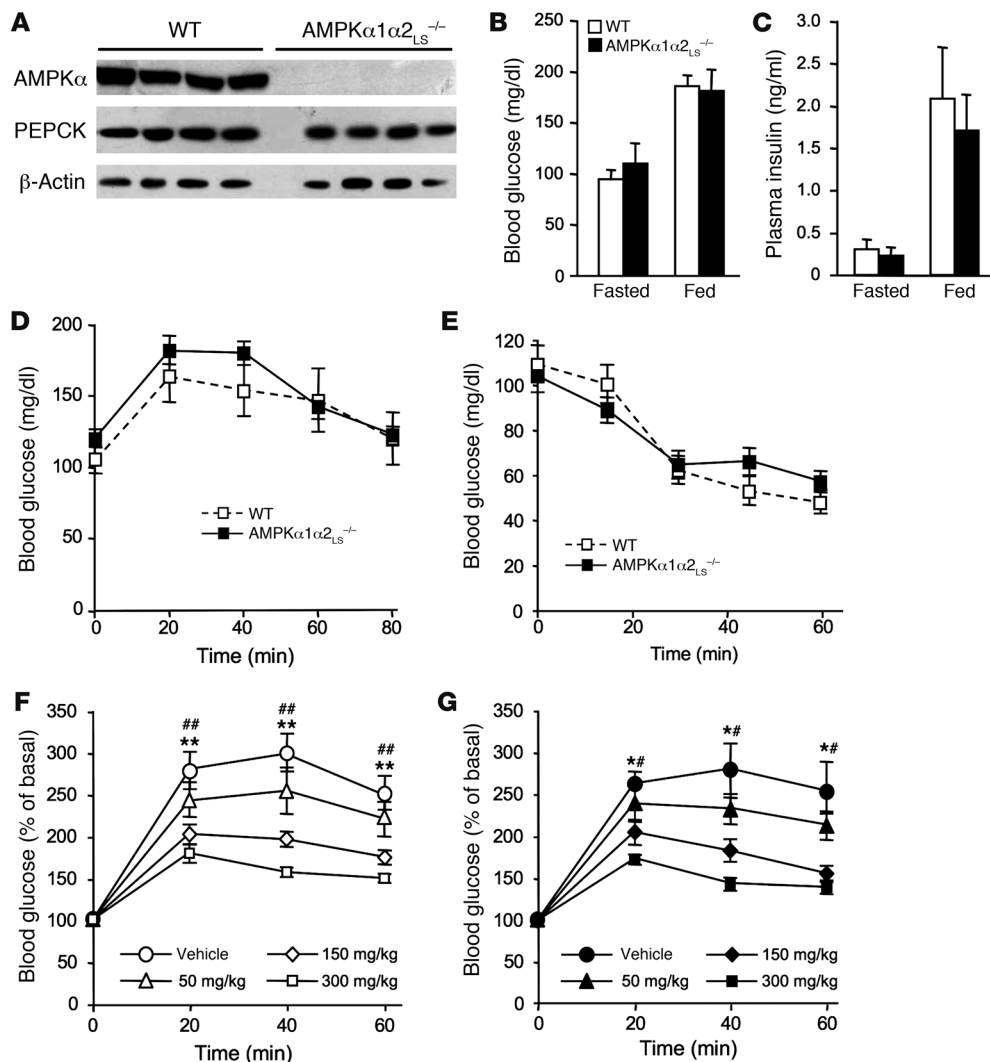 A
WT
AMPKα1α2LS−/−
AMPKα
PEPCK
β-Actin
B
WT
AMPKα1α2LS−/−
Blood glucose (mg/dl)
250
200
150
100
50
0
Fasted
Fed
C
Plasma insulin (ng/ml)
3.0
2.5
2.0
1.5
1.0
0.5
0
Fasted
Fed
D
Blood glucose (mg/dl)
200
150
100
50
0
WT
AMPKα1α2LS−/−
0
20
40
60
80
Time (min)
E
Blood glucose (mg/dl)
120
100
80
60
40
20
0
WT
AMPKα1α2LS−/−
0
20
40
60
Time (min)
F
Blood glucose (% of basal)
350
300
250
200
150
100
50
0
##
**
##
**
##
**
Vehicle
150 mg/kg
50 mg/kg
300 mg/kg
0
20
40
60
Time (min)
G
Blood glucose (% of basal)
350
300
250
200
150
100
50
0
*#
*#
*#
Vehicle
150 mg/kg
50 mg/kg
300 mg/kg
0
20
40
60
Time (min)